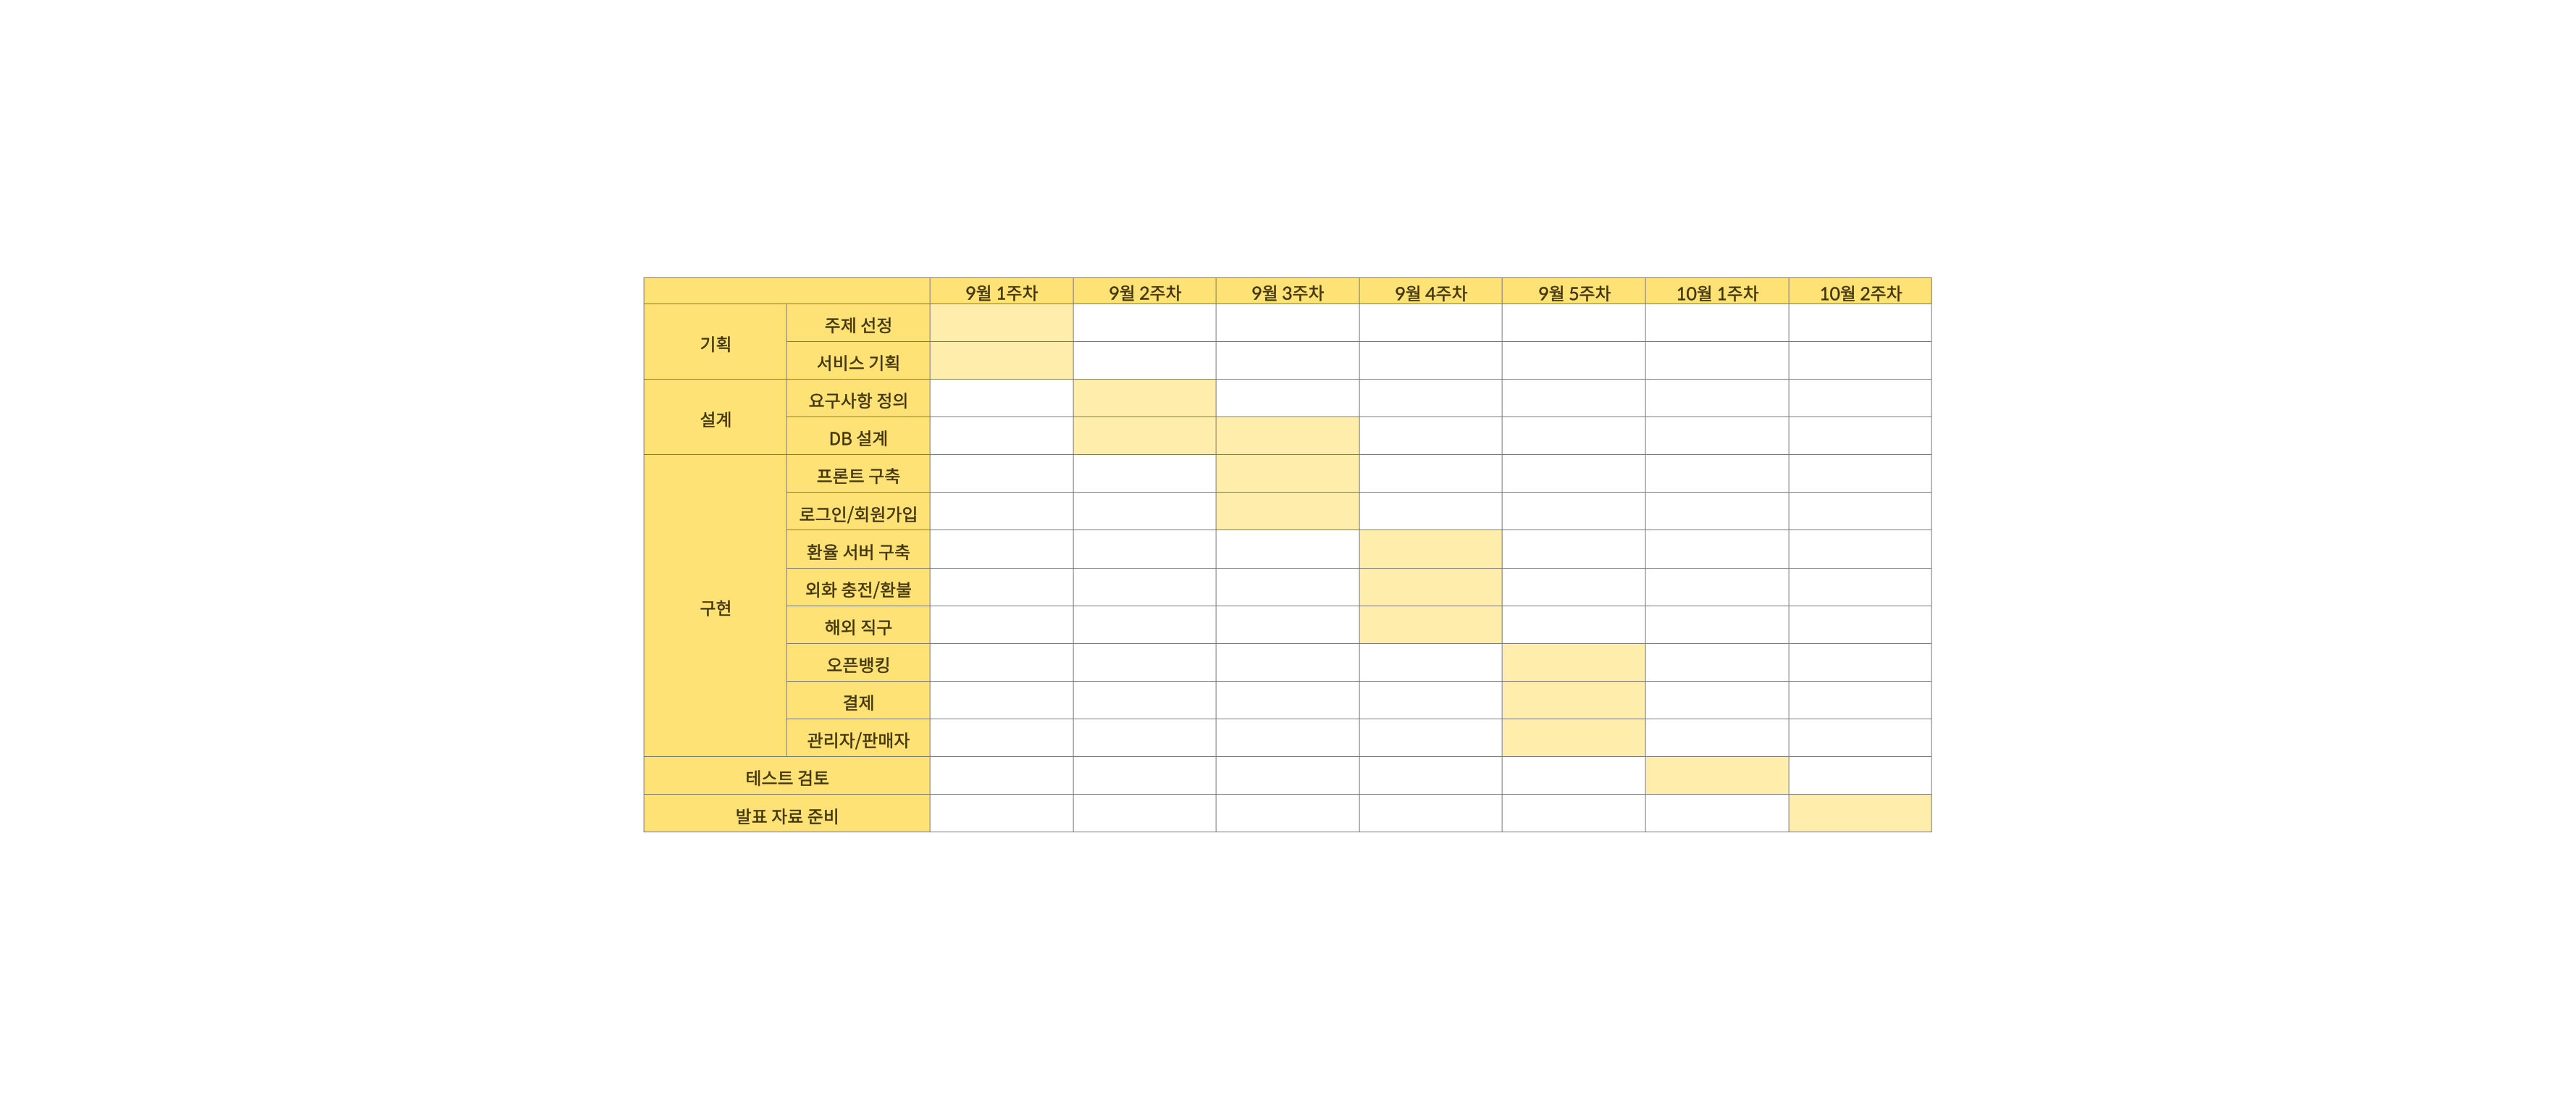 9월 1주차 9월 2주차 9월 3주차 9월 4주차 9월 5주차 10월 1주차 10월 2주차
기획
주제 선정
서비스 기획
설계
요구사항 정의
DB 설계
구현
프론트 구축
로그인/회원가입
환율 서버 구축
외화 충전/환불
해외 직구
오픈뱅킹
결제
관리자/판매자
테스트 검토
발표 자료 준비